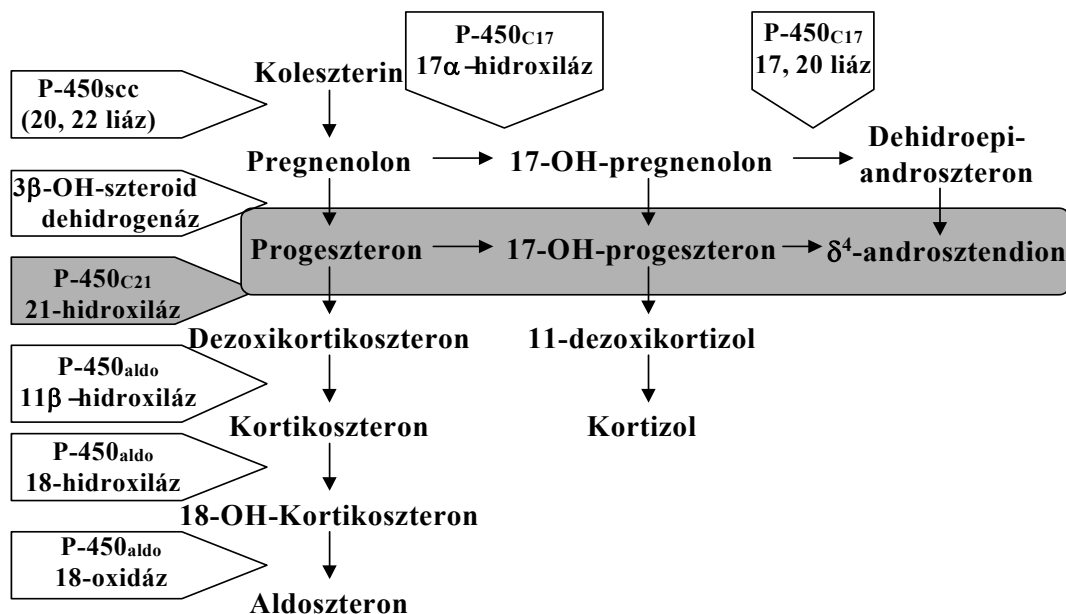 P-450C17
17α–hidroxiláz
P-450C17
17, 20 liáz
P-450scc
(20, 22 liáz)
Koleszterin
Pregnenolon
17-OH-pregnenolon
Dehidroepi-
androszteron
3β-OH-szteroid
dehidrogenáz
Progeszteron
17-OH-progeszteron
δ⁴-androsztendion
P-450C21
21-hidroxiláz
Dezoxikortikoszteron
11-dezoxikortizol
P-450aldo
11β –hidroxiláz
Kortikoszteron
Kortizol
P-450aldo
18-hidroxiláz
18-OH-Kortikoszteron
P-450aldo
18-oxidáz
Aldoszteron